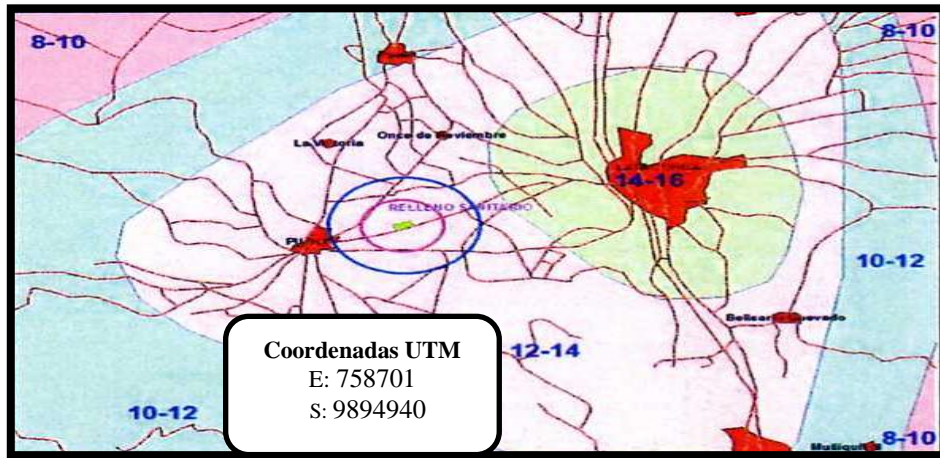 8-10
8-10
La Victoria
Once de Noviembre
14-16
RELLENO SANITARIO
10-12
Belisario Quevedo
Coordenadas UTM
E: 758701
S: 9894940
12-14
10-12
8-10